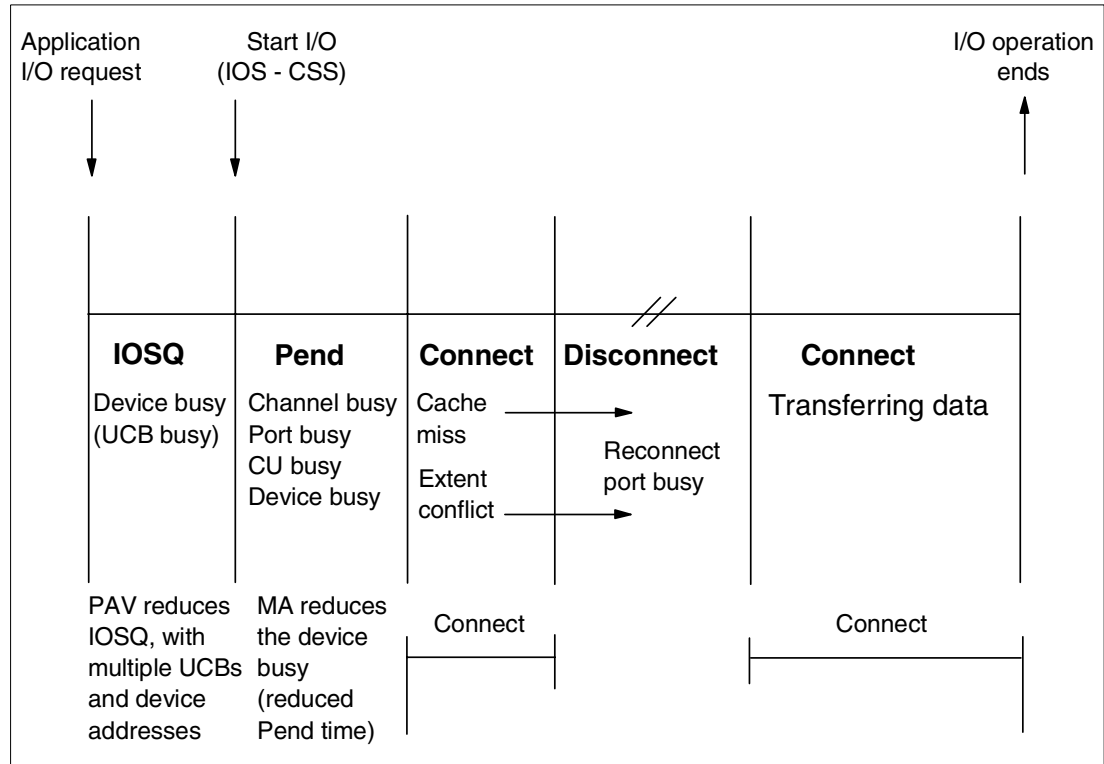 Application
I/O request
Start I/O
(IOS - CSS)
I/O operation
ends
IOSQ
Device busy
(UCB busy)
Pend
Channel busy
Port busy
CU busy
Device busy
Connect
Cache
miss
Extent
conflict
Disconnect
Reconnect
port busy
Connect
Transferring data
PAV reduces
IOSQ, with
multiple UCBs
and device
addresses
MA reduces
the device
busy
(reduced
Pend time)
Connect
Connect